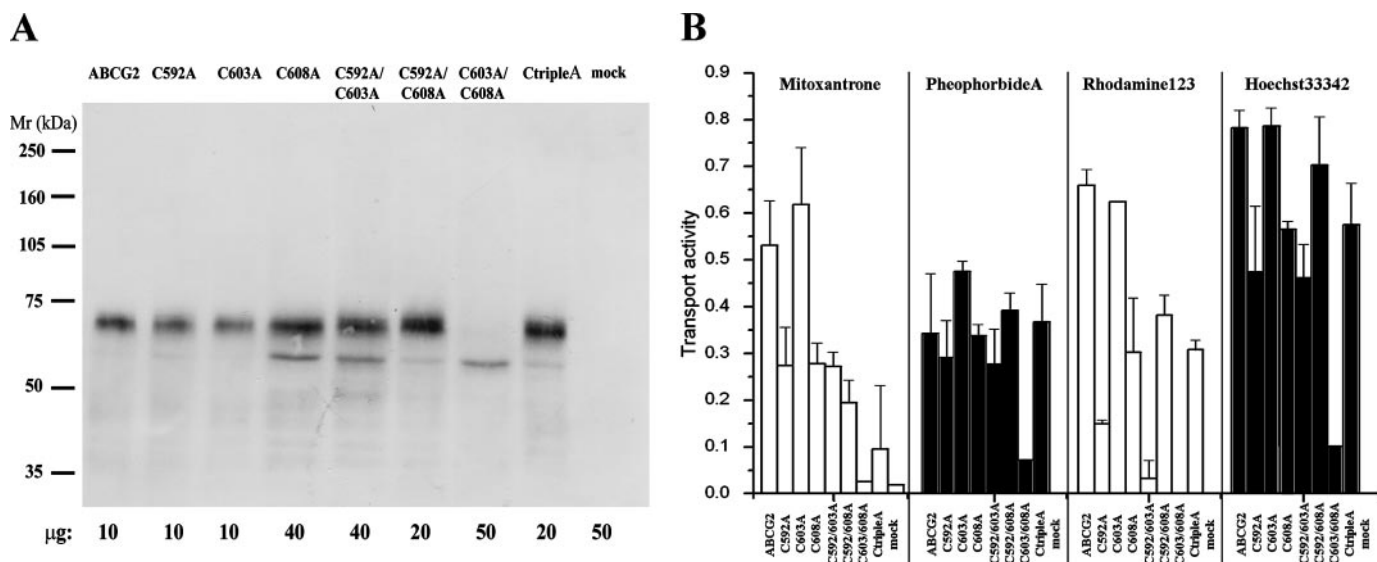 A
ABCG2 C592A C603A C608A C592A/ C592A/ C603A/ CtripleA mock
C603A C608A C608A
Mr (kDa)
250
160
105
75
50
35
μg: 10 10 10 40 40 20 50 20 50
B
Mitoxantrone PheophorbideA Rhodamine123 Hoechst33342
Transport activity
0.9
0.8
0.7
0.6
0.5
0.4
0.3
0.2
0.1
0.0
ABCG2
C592A
C603A
C608A
C592/603A
C592/608A
C603/608A
CtripleA
mock
ABCG2
C592A
C603A
C608A
C592/603A
C592/608A
C603/608A
CtripleA
mock
ABCG2
C592A
C603A
C608A
C592/603A
C592/608A
C603/608A
CtripleA
mock
ABCG2
C592A
C603A
C608A
C592/603A
C592/608A
C603/608A
CtripleA
mock